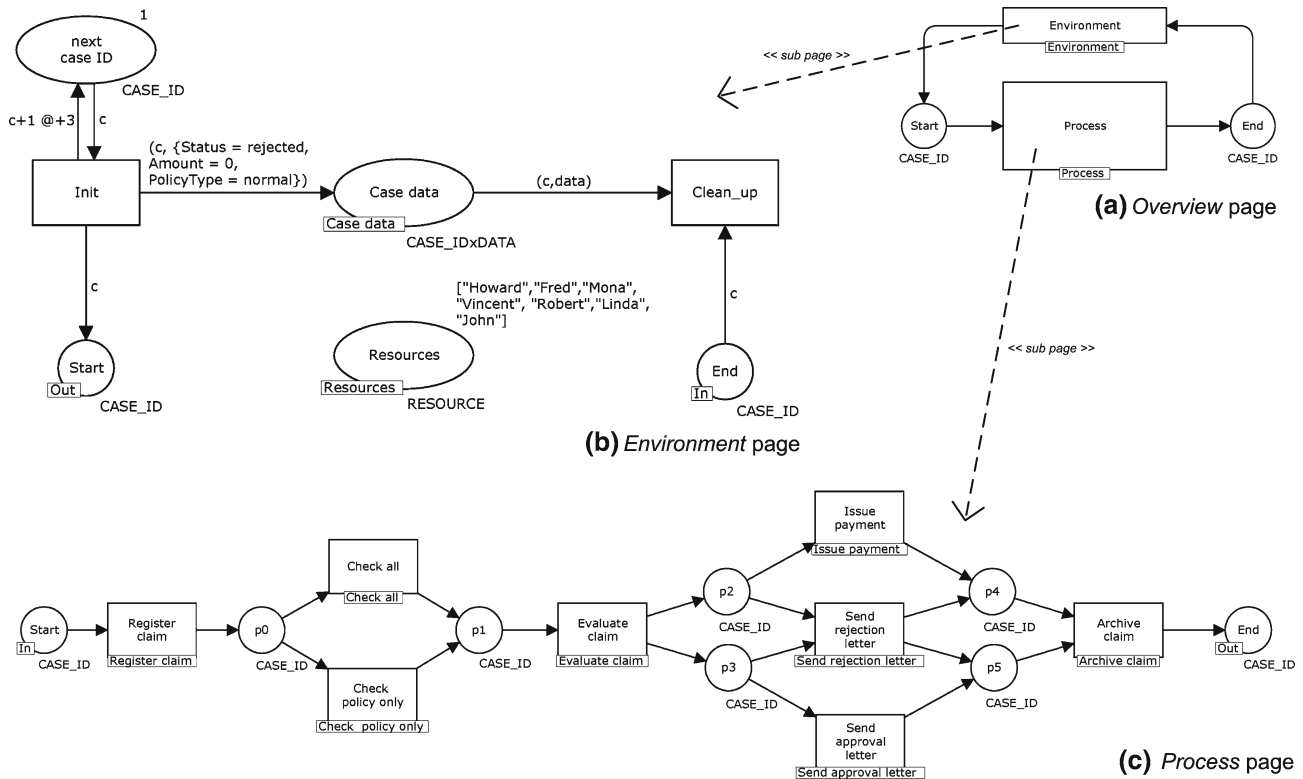 1
next
case ID
CASE_ID
c+1 @+3
c
Init
(c, {Status = rejected,
Amount = 0,
PolicyType = normal})
Case data
Case data
CASE_IDxDATA
(c,data)
Clean_up
c
Start
Out
CASE_ID
["Howard","Fred","Mona",
"Vincent", "Robert","Linda",
"John"]
Resources
Resources
RESOURCE
c
End
In
CASE_ID
(b) Environment page
<< sub page >>
Environment
Environment
Start
CASE_ID
Process
Process
End
CASE_ID
(a) Overview page
<< sub page >>
Start
In
CASE_ID
Register
claim
Register claim
p0
CASE_ID
Check all
Check all
Check
policy only
Check policy only
p1
CASE_ID
Evaluate
claim
Evaluate claim
p2
CASE_ID
p3
CASE_ID
Issue
payment
Issue payment
Send
rejection
letter
Send rejection letter
Send
approval
letter
Send approval letter
p4
CASE_ID
p5
CASE_ID
Archive
claim
Archive claim
End
Out
CASE_ID
(c) Process page